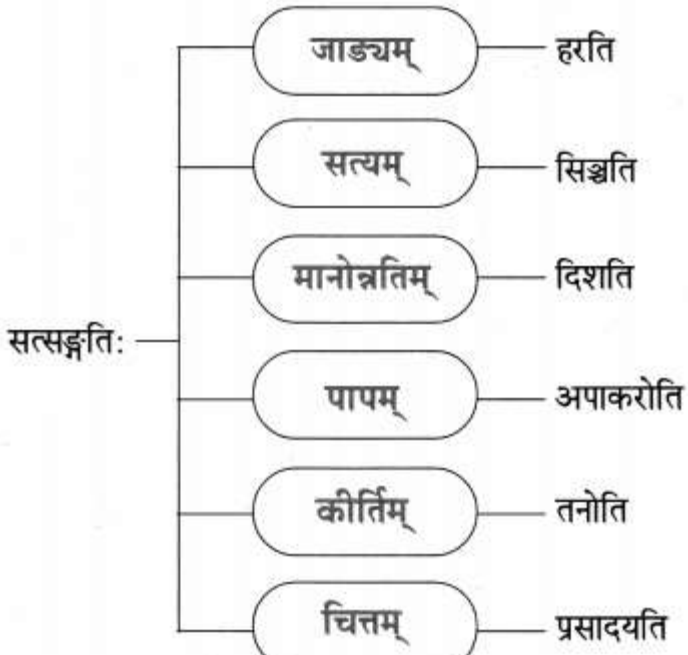 जाड्यम् हरति
सत्यम् सिञ्चति
मानोन्नतिम् दिशति
सत्सङ्गतिः
पापम् अपाकरोति
कीर्तिम् तनोति
चित्तम् प्रसादयति